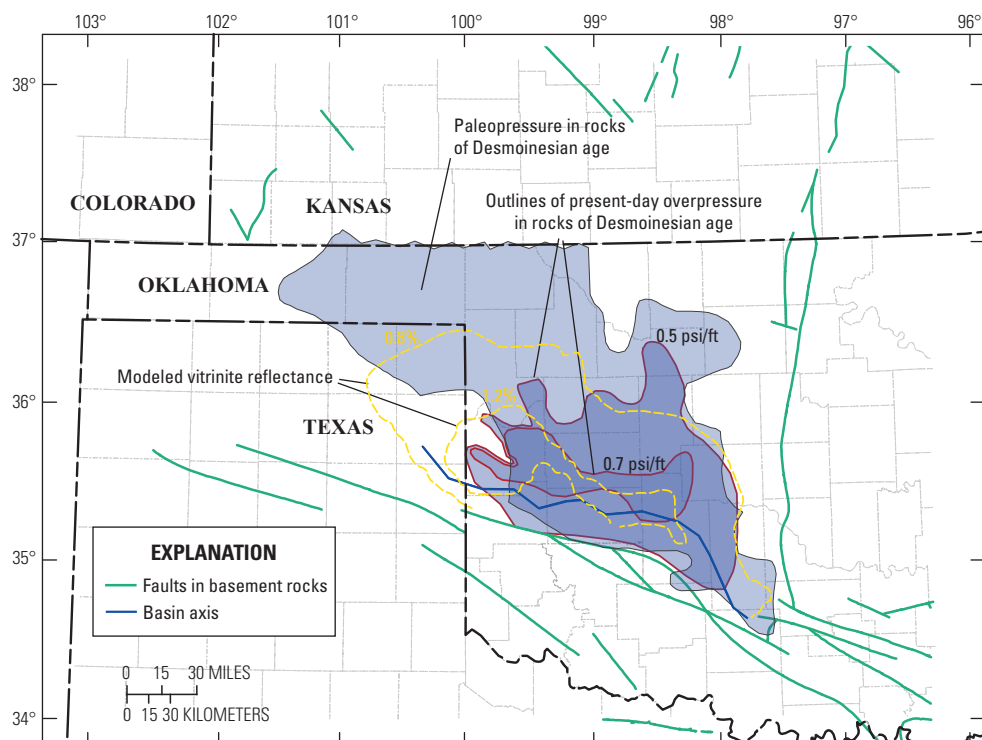 103°
102°
101°
100°
99°
98°
97°
96°
38°
37°
36°
35°
34°
Paleopressure in rocks
of Desmoinesian age
COLORADO
KANSAS
Outlines of present-day overpressure
in rocks of Desmoinesian age
OKLAHOMA
0.8%
0.5 psi/ft
Modeled vitrinite reflectance
1.2%
TEXAS
0.7 psi/ft
EXPLANATION
Faults in basement rocks
Basin axis
0 15 30 MILES
0 15 30 KILOMETERS